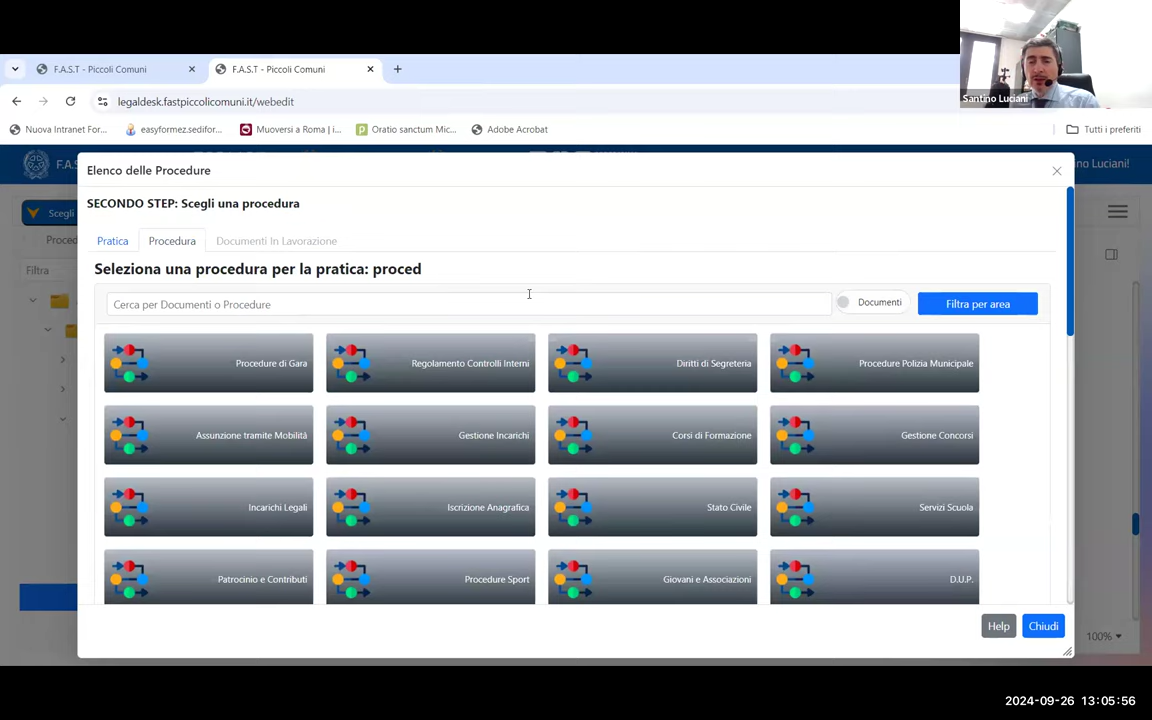 Santino Luciani
F.A.S.T - Piccoli Comuni
F.A.S.T - Piccoli Comuni
legaldesk.fastpiccolicomuni.it/webedit
Nuova Intranet For...
easyformez.sedifor...
Muoversi a Roma | i...
Oratio sanctum Mic...
Adobe Acrobat
Tutti i preferiti
F.A.S
no Luciani!
Elenco delle Procedure
SECONDO STEP: Scegli una procedura
Scegli
Proced
Filtra
Pratica
Procedura
Documenti In Lavorazione
Seleziona una procedura per la pratica: proced
Cerca per Documenti o Procedure
Documenti
Filtra per area
Procedure di Gara
Regolamento Controlli Interni
Diritti di Segreteria
Procedure Polizia Municipale
Assunzione tramite Mobilità
Gestione Incarichi
Corsi di Formazione
Gestione Concorsi
Incarichi Legali
Iscrizione Anagrafica
Stato Civile
Servizi Scuola
Patrocinio e Contributi
Procedure Sport
Giovani e Associazioni
D.U.P.
Help
Chiudi
100%
2024-09-26 13:05:56